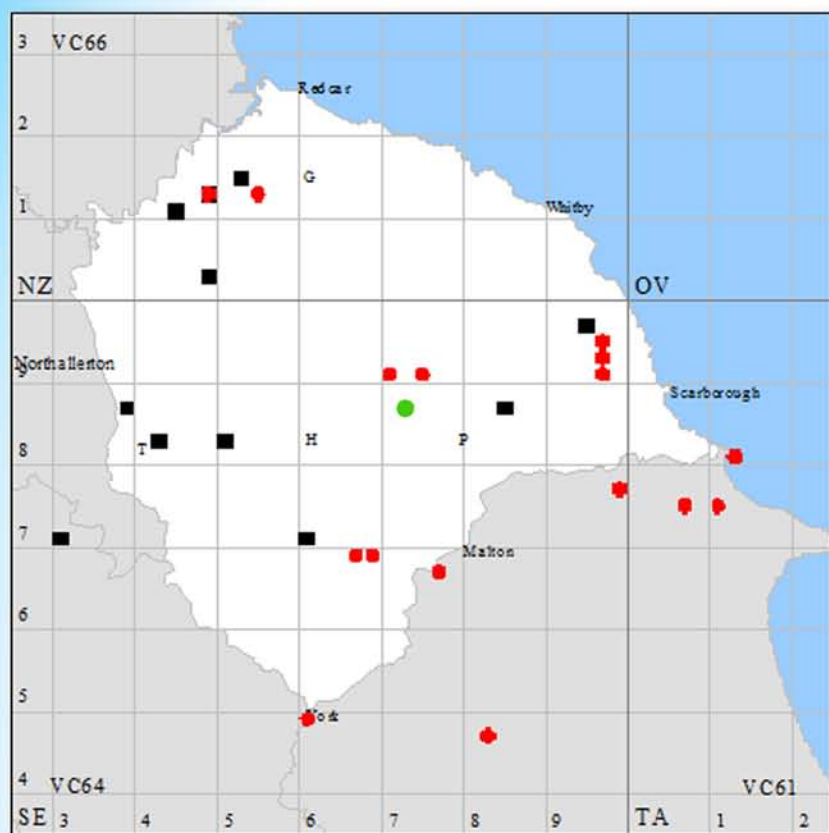 3 VC66
Redcar
2
G
1
Whitby
NZ
OV
Northallerton
9
Scarborough
T
H
P
8
7
Malton
6
5
York
4
VC64
VC61
SE 3 4 5 6 7 8 9 TA 1 2